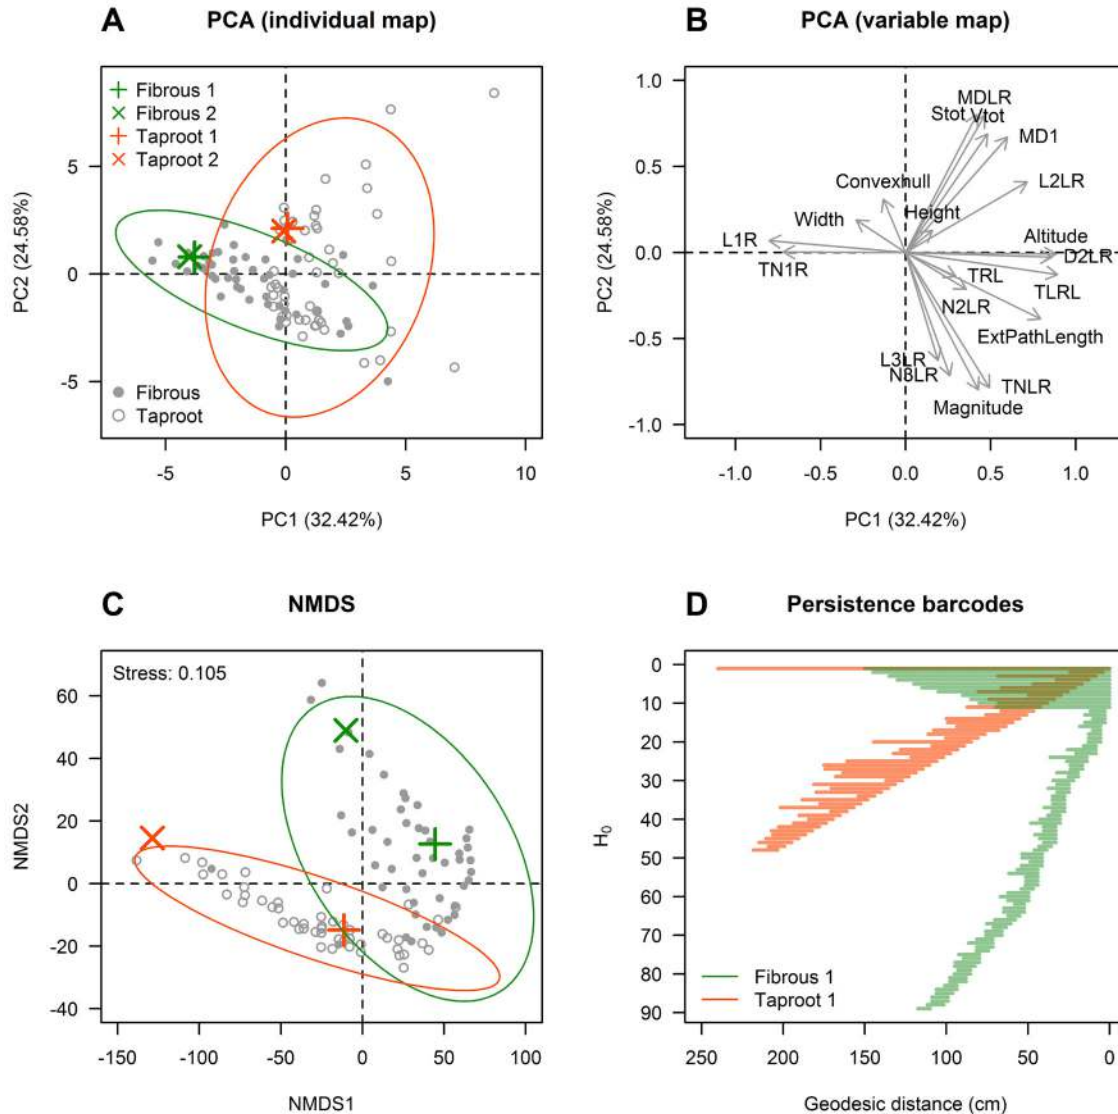 A PCA (individual map)
Fibrous 1
Fibrous 2
Taproot 1
Taproot 2
Fibrous
Taproot
5
0
-5
PC2 (24.58%)
-5 0 5 10
PC1 (32.42%)
B PCA (variable map)
1.0
0.5
0.0
-0.5
-1.0
PC2 (24.58%)
MDLR
Stot Vtot
MD1
L2LR
Convexhull
Height
Width
Altitude
L1R
D2LR
TN1R
TRL
TLRL
N2LR
ExtPathLength
L3LR
N3LR
TNLR
Magnitude
-1.0 -0.5 0.0 0.5 1.0
PC1 (32.42%)
C NMDS
Stress: 0.105
60
40
20
0
-20
-40
NMDS2
-150 -100 -50 0 50 100
NMDS1
D Persistence barcodes
0
10
20
30
40
50
60
70
80
90
H0
Fibrous 1
Taproot 1
250 200 150 100 50 0
Geodesic distance (cm)